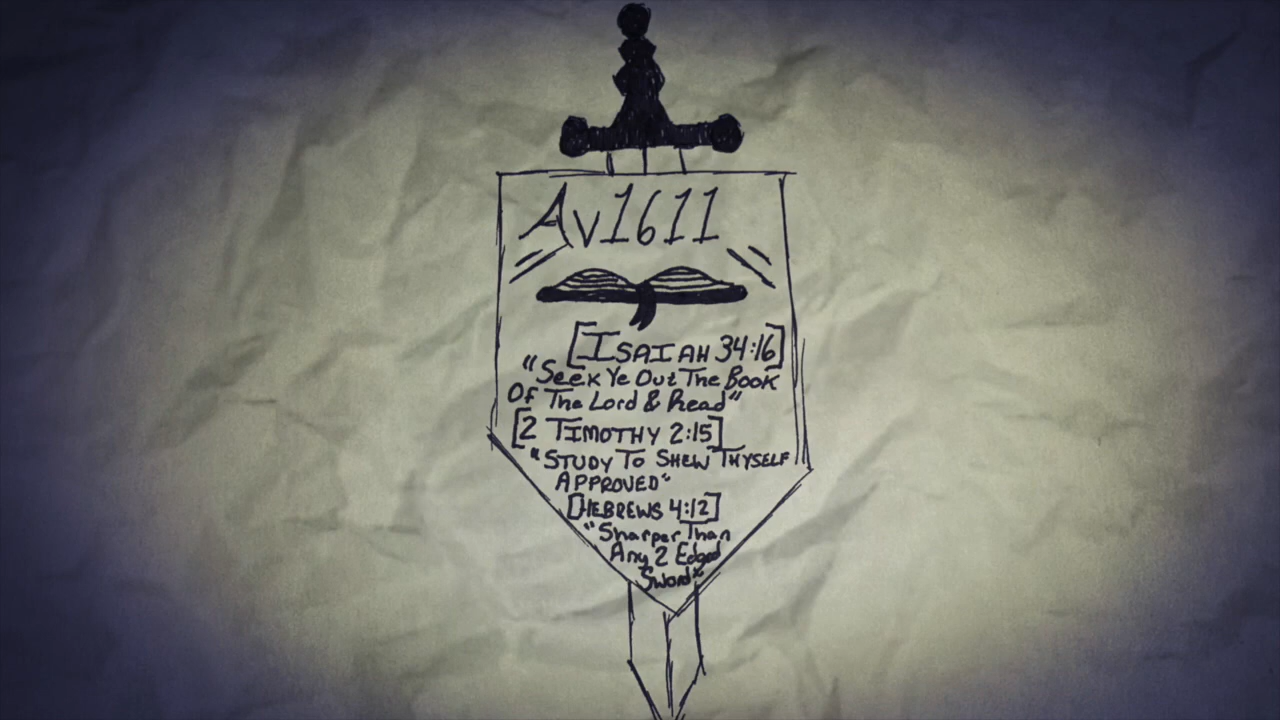 Av1611
[ISAIAH 34:16]
"Seek Ye Out The Book
Of The Lord & Read"
[2 TIMOTHY 2:15]
"STUDY TO SHEW THYSELF
APPROVED"
[HEBREWS 4:12]
"Sharper Than
Any 2 Edged
Sword"